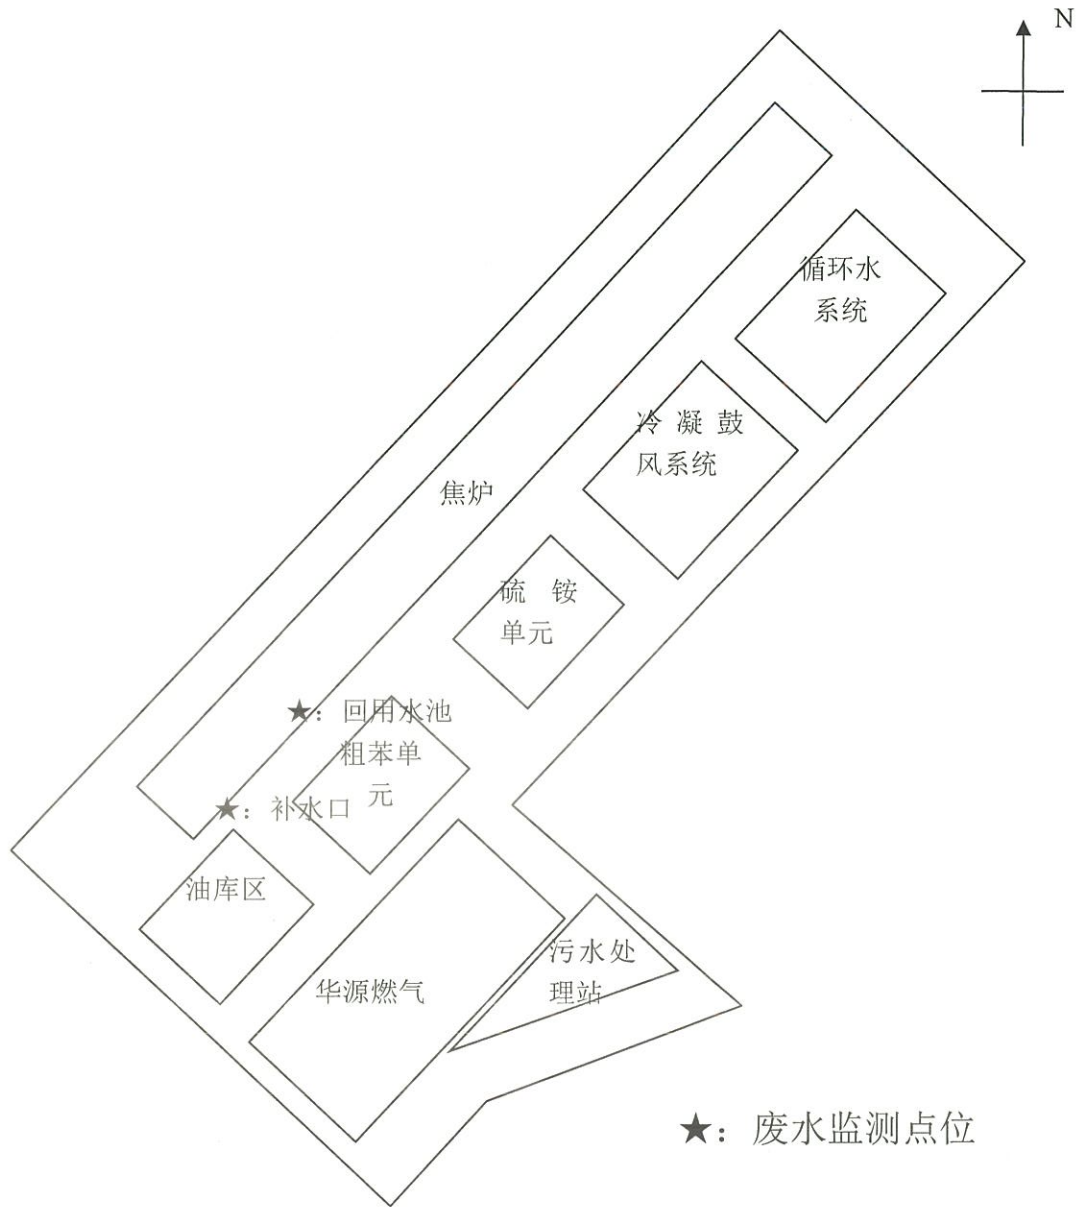 N
循环水
系统
冷凝鼓
风系统
焦炉
硫铵
单元
★：回用水池
粗苯单
元
★：补水口
油库区
污水处
理站
华源燃气
★：废水监测点位